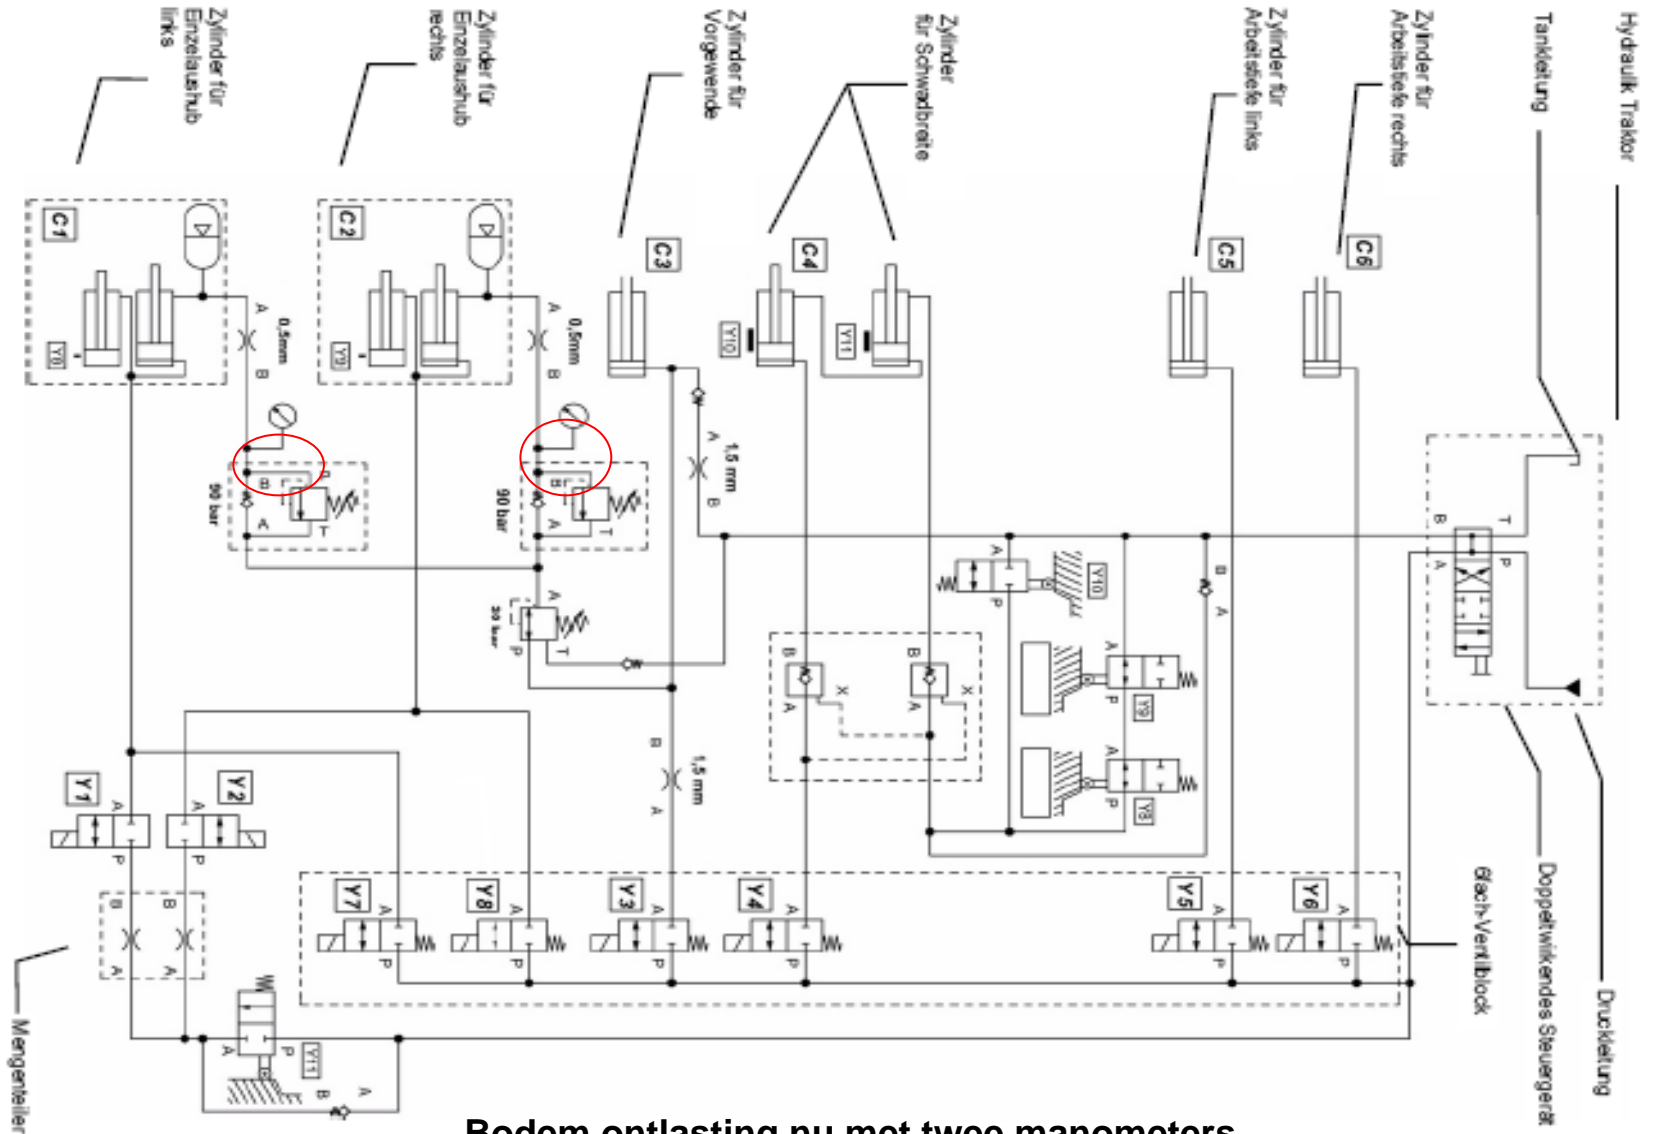 Zylinder für
Einzelaushub
links
Zylinder für
Einzelaushub
rechts
Zylinder für
Vorgewende
Zylinder
für Schwadbreite
Zylinder für
Arbeitstiefe links
Zylinder für
Arbeitstiefe rechts
Tankleitung
Hydraulik Traktor
C1
C2
C3
C4
C5
C6
Y8
Y9
Y10
Y11
A
0,5mm
B
A
0,5mm
B
A
1,5 mm
B
P
B
90 bar
A
T
B
90 bar
A
T
A
30 bar
P
T
A
P
Y10
B
A
B
A
T
P
B
X
A
B
X
A
A
P
Y9
A
P
Y8
B
1,5 mm
A
Y1
A
P
Y2
A
P
B
B
A
A
Y7
A
P
Y8
A
P
Y3
A
P
Y4
A
P
Y5
A
P
Y6
A
P
A
P
Y11
B
A
6fach-Ventilblock
Doppeltwirkendes Steuergerät
Druckleitung
Mengenteiler
Bodem ontlasting nu met twee manometers